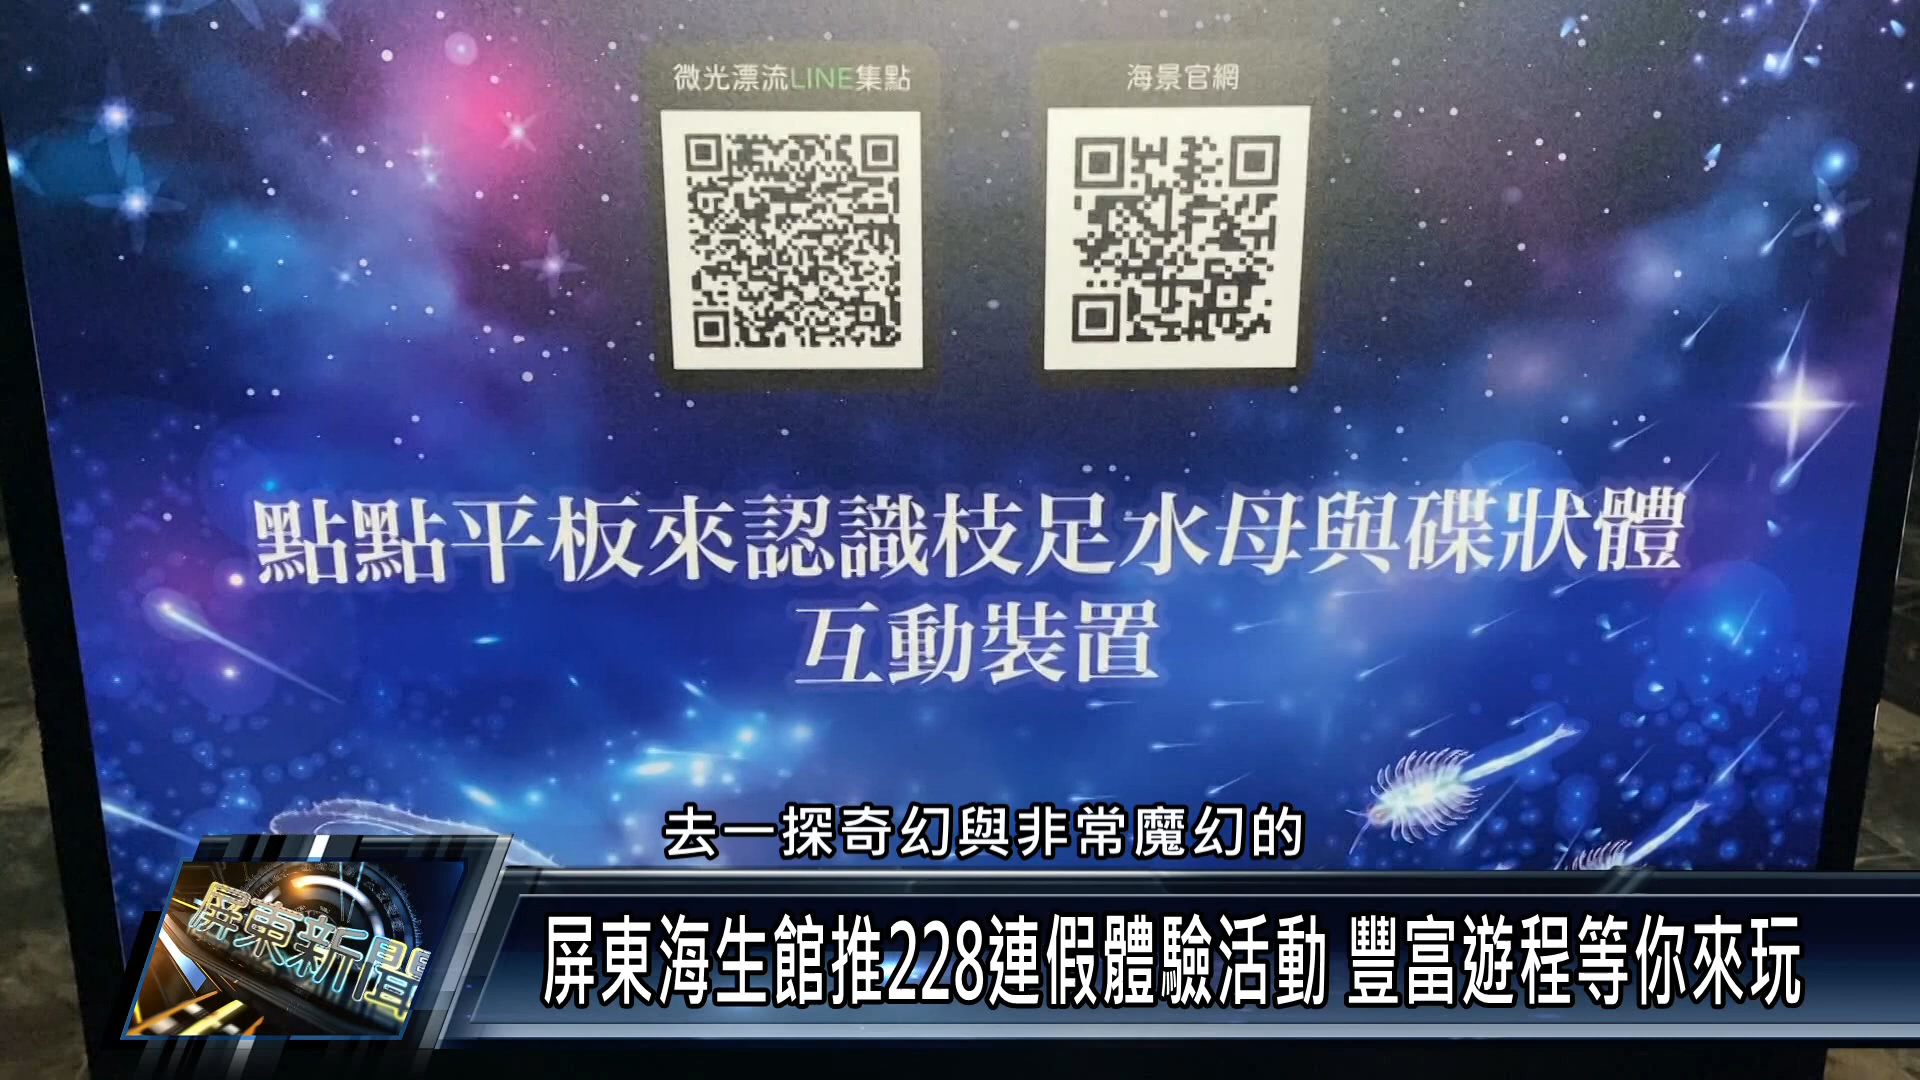 微光漂流LINE集點
海景官網
點點平板來認識枝足水母與碟狀體
互動裝置
去一探奇幻與非常魔幻的
屏東新聞
屏東海生館推228連假體驗活動 豐富遊程等你來玩